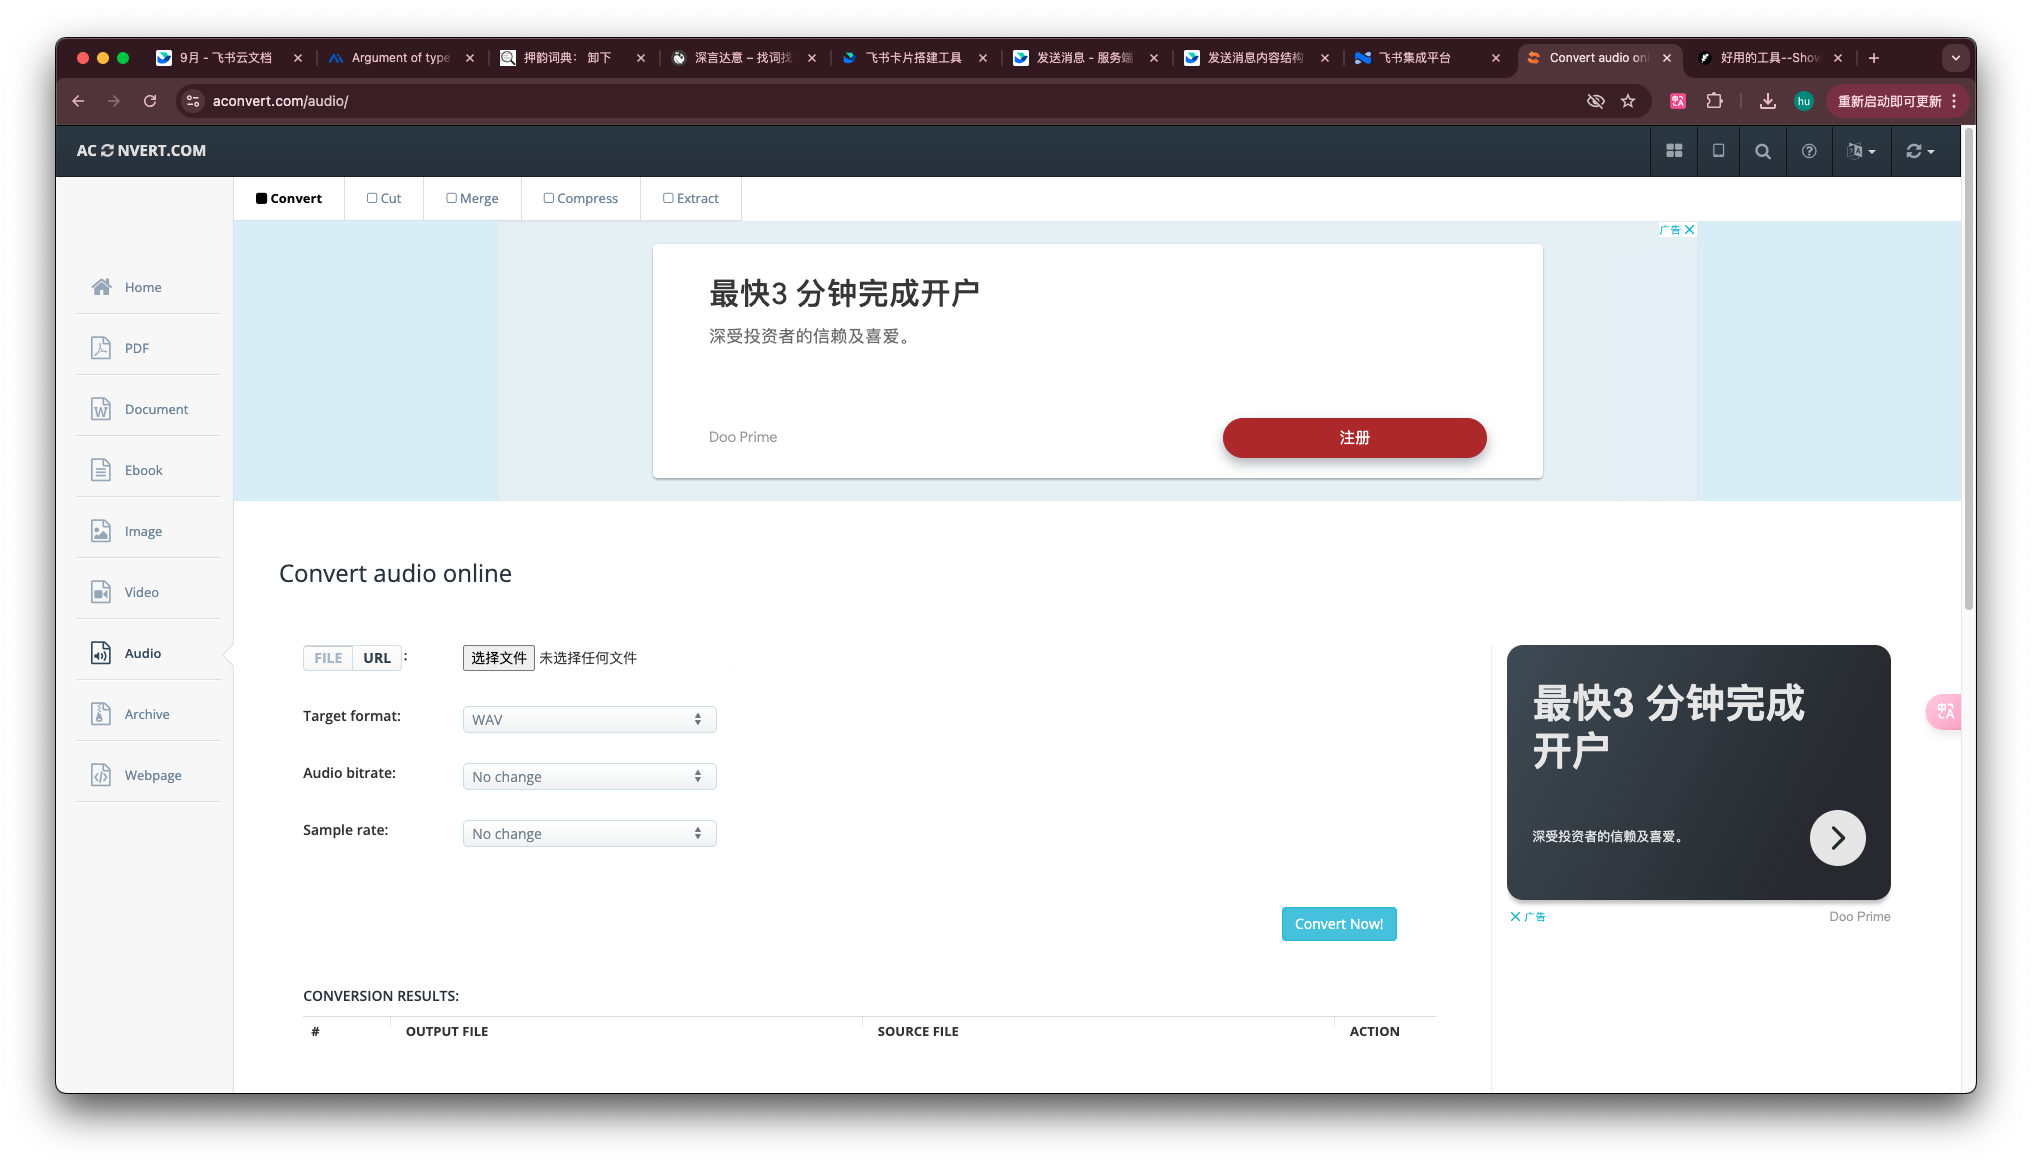 9月 - 飞书云文档
Argument of type
押韵词典： 卸下
深言达意 – 找词找
飞书卡片搭建工具
发送消息 - 服务端
发送消息内容结构
飞书集成平台
Convert audio onl
好用的工具--Show
aconvert.com/audio/
hu
重新启动即可更新
AC NVERT.COM
Convert
Cut
Merge
Compress
Extract
广告
最快3 分钟完成开户
深受投资者的信赖及喜爱。
Doo Prime
注册
Home
PDF
Document
Ebook
Image
Video
Audio
Archive
Webpage
Convert audio online
FILE URL :
选择文件 未选择任何文件
Target format: WAV
Audio bitrate: No change
Sample rate: No change
Convert Now!
最快3 分钟完成
开户
深受投资者的信赖及喜爱。
广告
Doo Prime
CONVERSION RESULTS:
# OUTPUT FILE SOURCE FILE ACTION